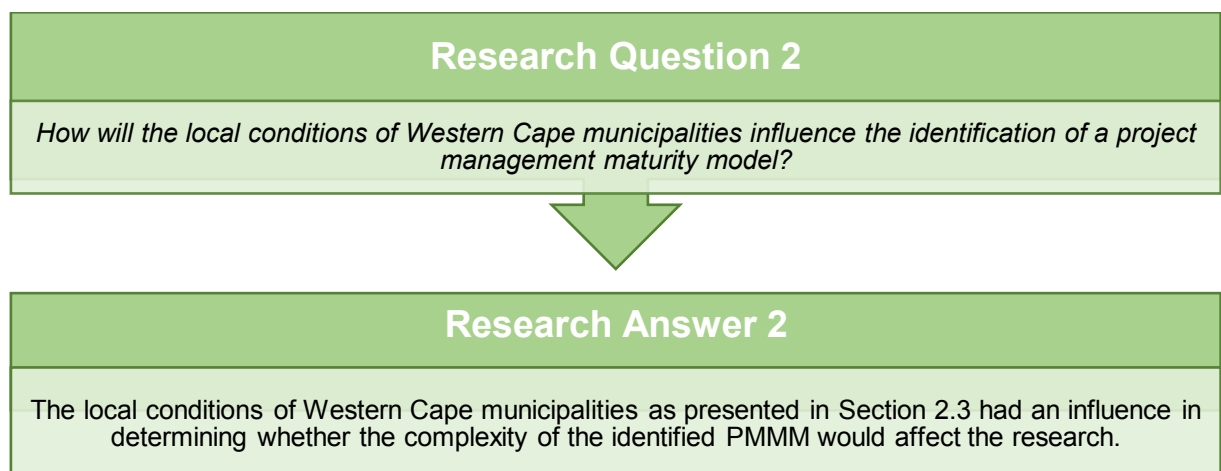 Research Question 2
How will the local conditions of Western Cape municipalities influence the identification of a project
management maturity model?
Research Answer 2
The local conditions of Western Cape municipalities as presented in Section 2.3 had an influence in
determining whether the complexity of the identified PMMM would affect the research.